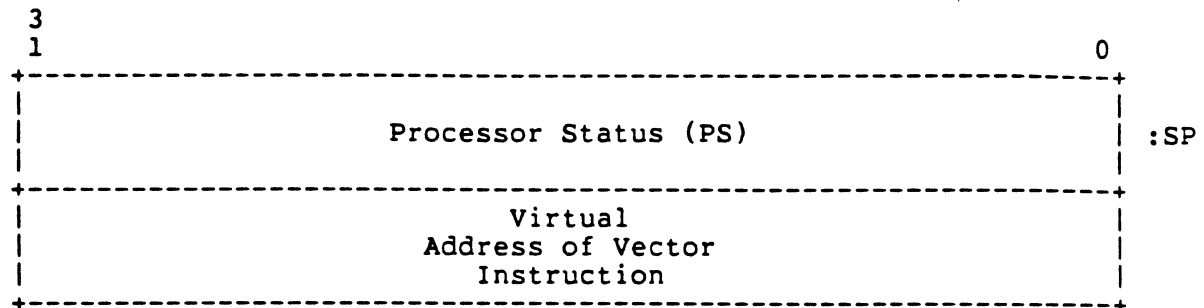 3
1 0
Processor Status (PS) :SP
Virtual
Address of Vector
Instruction